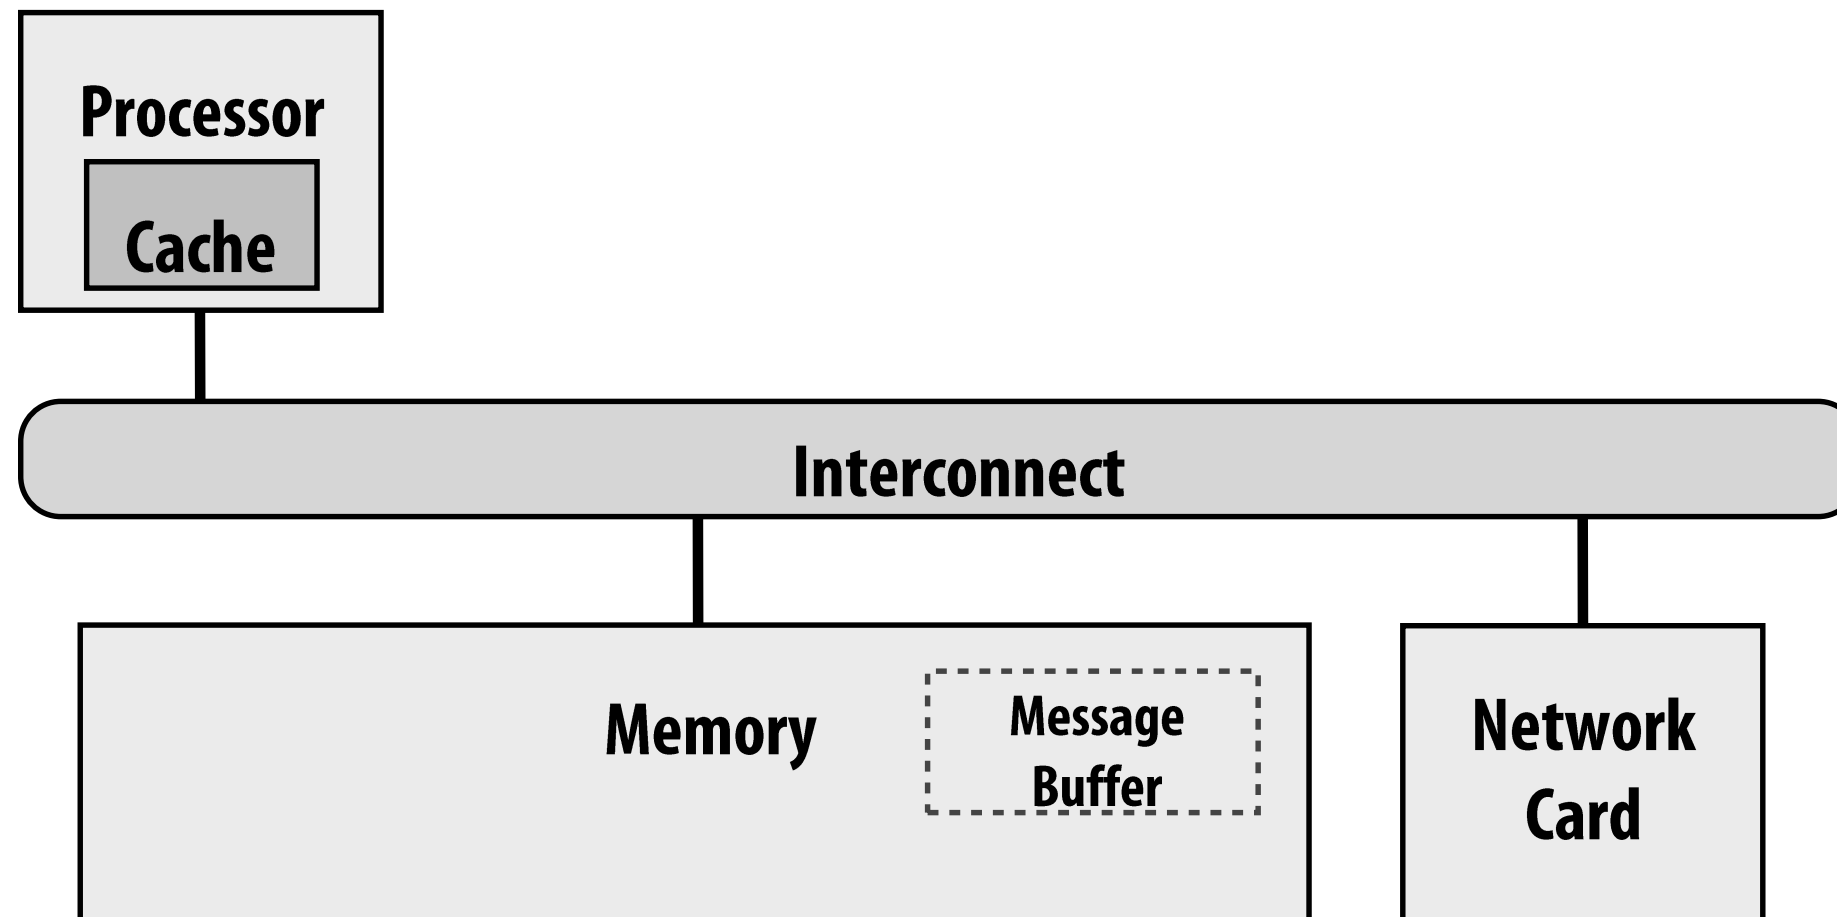 Processor
Cache
Interconnect
Memory
Message
Buffer
Network
Card